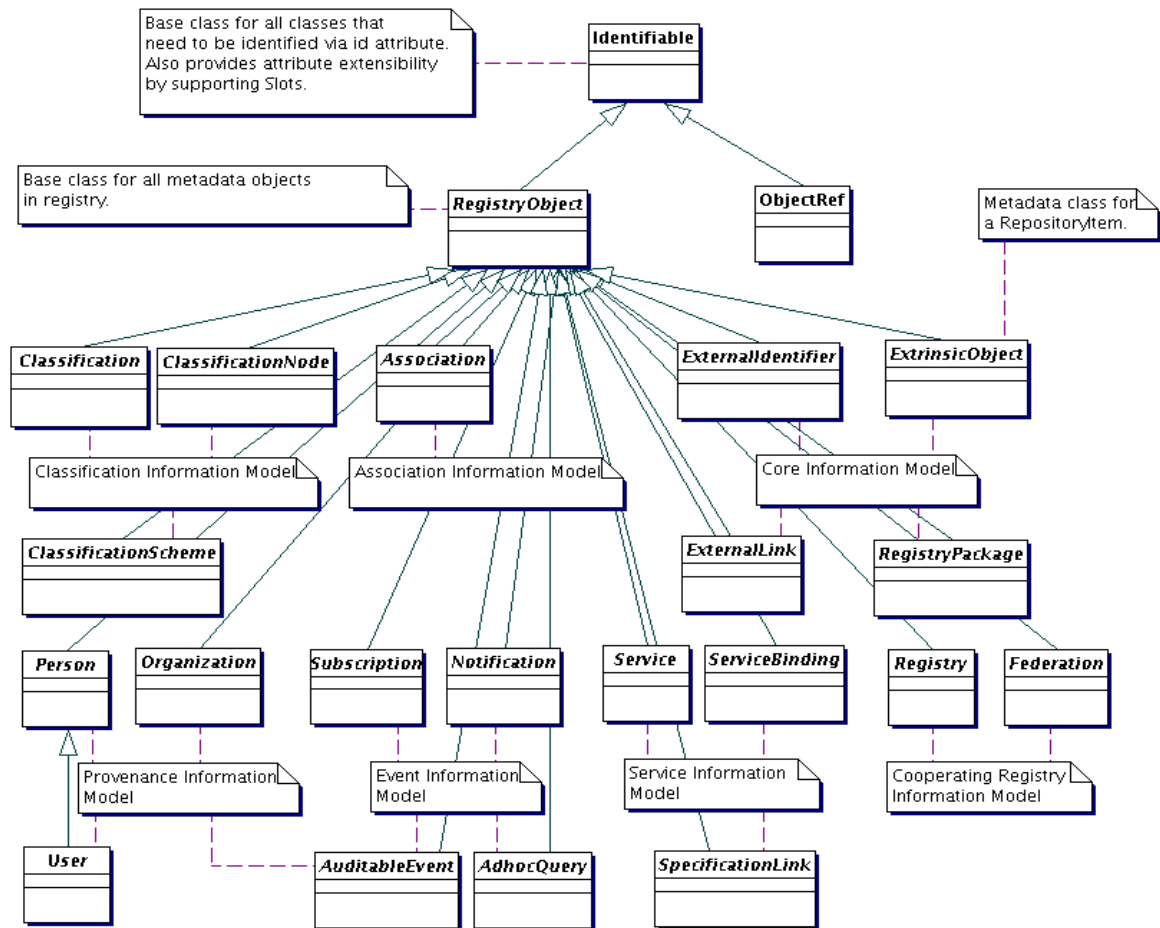 Base class for all classes that
need to be identified via id attribute.
Also provides attribute extensibility
by supporting Slots.
Identifiable
Base class for all metadata objects
in registry.
RegistryObject
ObjectRef
Metadata class for
a RepositoryItem.
Classification
ClassificationNode
Association
ExternalIdentifier
ExtrinsicObject
Classification Information Model
Association Information Model
Core Information Model
ClassificationScheme
ExternalLink
RegistryPackage
Person
Organization
Subscription
Notification
Service
ServiceBinding
Registry
Federation
Provenance Information
Model
Event Information
Model
Service Information
Model
Cooperating Registry
Information Model
User
AuditableEvent
AdhocQuery
SpecificationLink